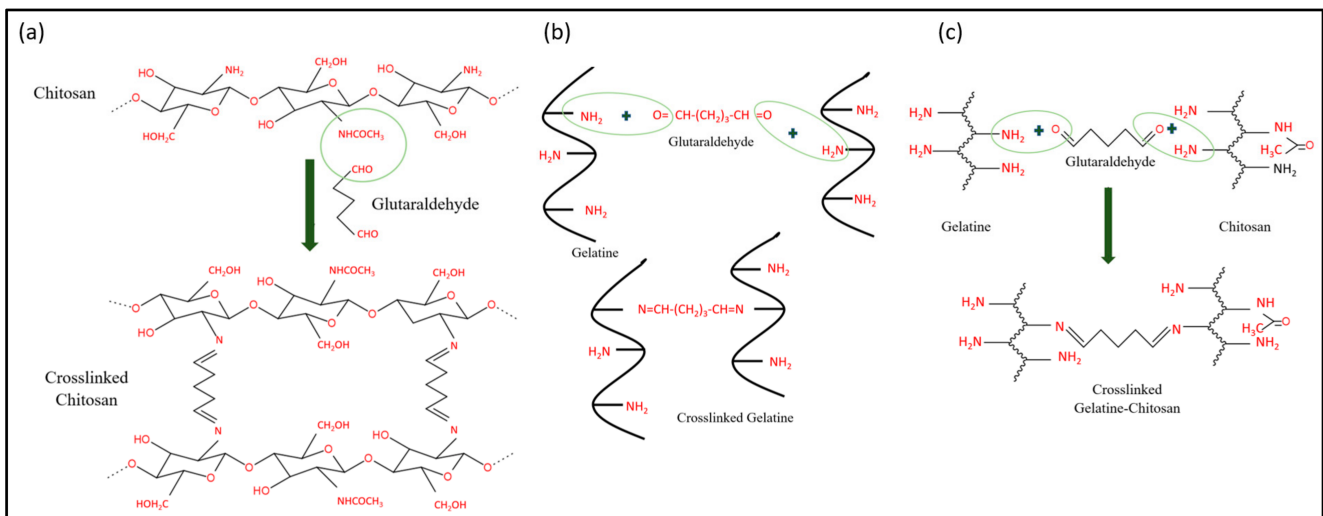 (a)
CH₂OH
HO
NH₂
O
HO
NH₂
O
O
O
O
O
O
Chitosan
HOH₂C
HO
NHCOCH₃
CH₂OH
CHO
Glutaraldehyde
CHO
CH₂OH
NHCOCH₃
CH₂OH
HO
O
O
O
O
O
O
O
HO
CH₂OH
HO
N
N
Crosslinked
Chitosan
N
N
HO
CH₂OH
HO
O
O
O
O
O
O
O
HOH₂C
HO
NHCOCH₃
CH₂OH
(b)
NH₂
+
O=CH-(CH₂)₃-CH=O
+
NH₂
Glutaraldehyde
H₂N
H₂N
NH₂
NH₂
Gelatine
NH₂
N=CH-(CH₂)₃-CH=N
H₂N
NH₂
NH₂
Crosslinked Gelatine
(c)
H₂N
NH₂
+
O
O
+
H₂N
NH
H₂N
NH₂
Glutaraldehyde
H₂N
H₃C
O
NH₂
Gelatine
Chitosan
H₂N
N
N
H₂N
NH
H₂N
NH₂
H₃C
O
NH₂
Crosslinked
Gelatine-Chitosan